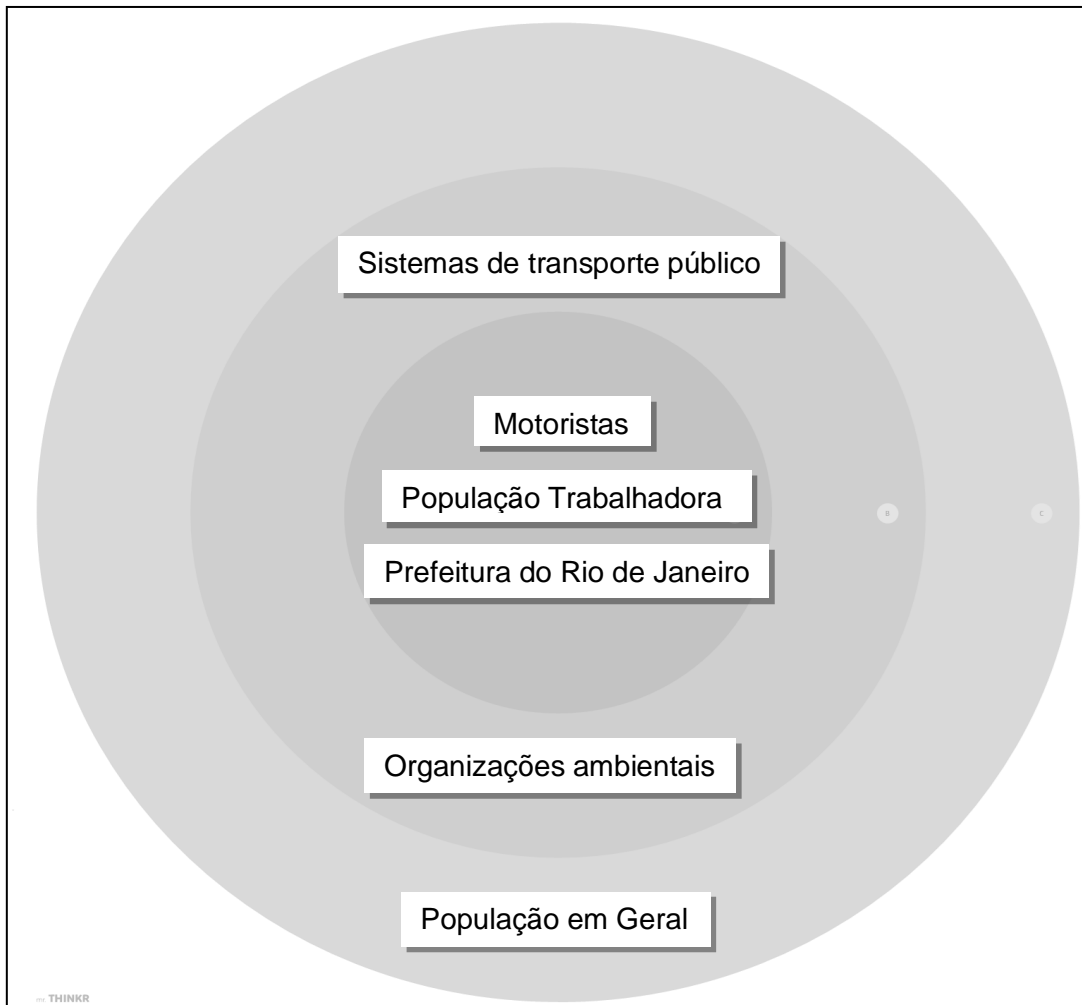 Sistemas de transporte público
Motoristas
População Trabalhadora
Prefeitura do Rio de Janeiro
B
C
Organizações ambientais
População em Geral
THINKR